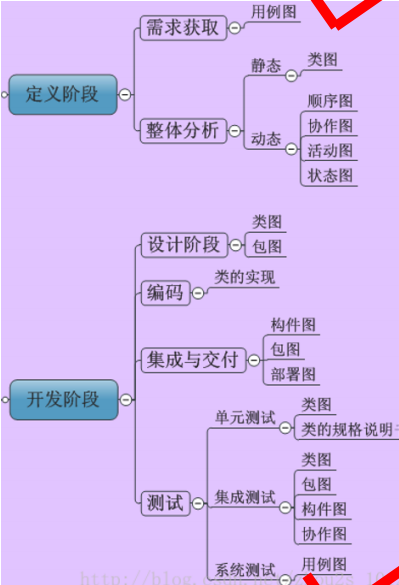 用例图
需求获取
静态
类图
定义阶段
整体分析
顺序图
协作图
动态
活动图
状态图
设计阶段
类图
包图
编码
类的实现
集成与交付
构件图
包图
部署图
开发阶段
单元测试
类图
类的规格说明
测试
集成测试
类图
包图
构件图
协作图
系统测试
用例图